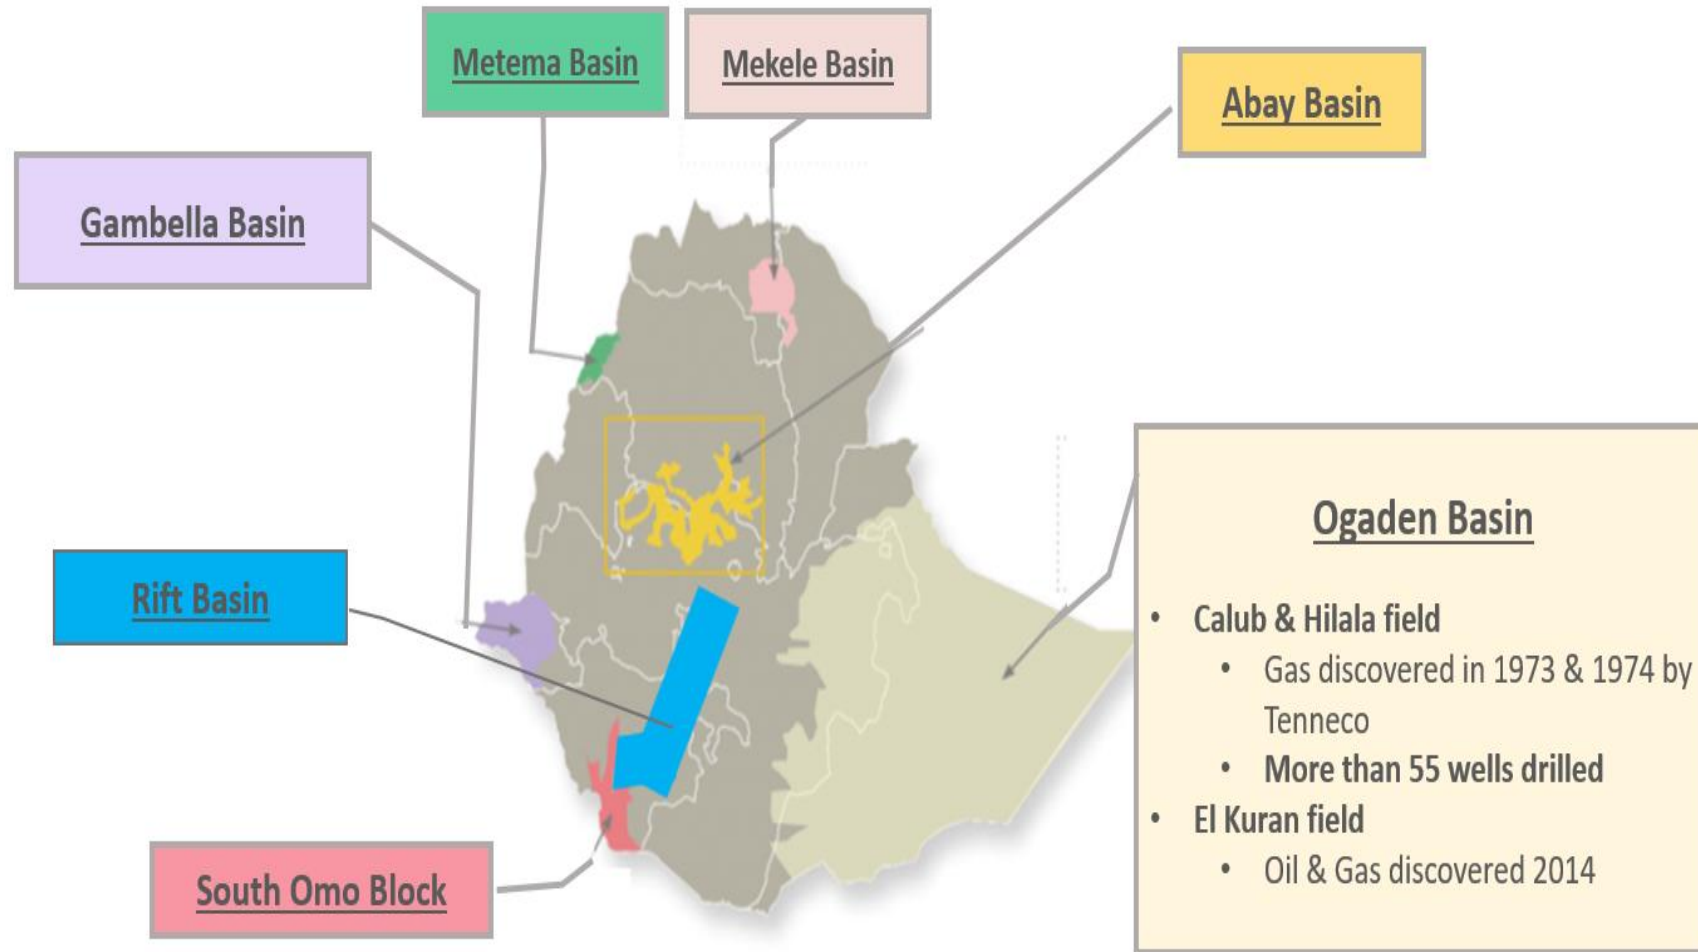 Metema Basin
Mekele Basin
Abay Basin
Gambella Basin
Rift Basin
South Omo Block
Ogaden Basin
• Calub & Hilala field
• Gas discovered in 1973 & 1974 by
Tenneco
• More than 55 wells drilled
• El Kuran field
• Oil & Gas discovered 2014